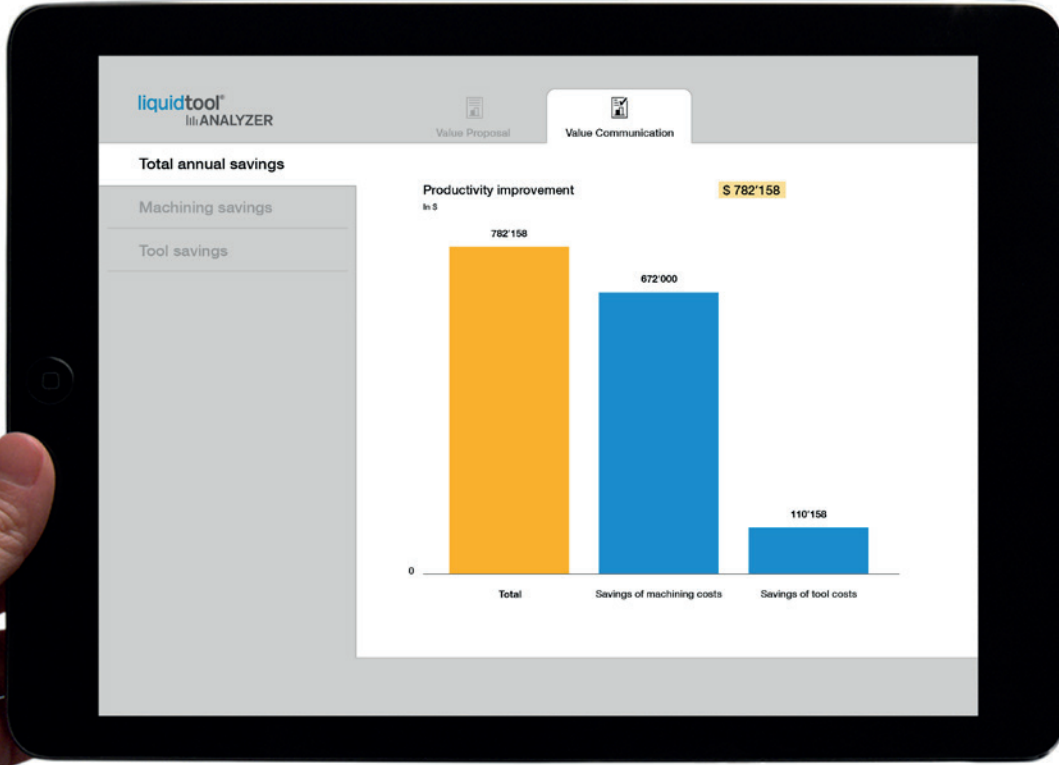 liquidtool®
ANALYZER
Value Proposal
Value Communication
Total annual savings
Machining savings
Tool savings
Productivity improvement
$ 782'158
In $
782'158
672'000
110'158
0
Total
Savings of machining costs
Savings of tool costs